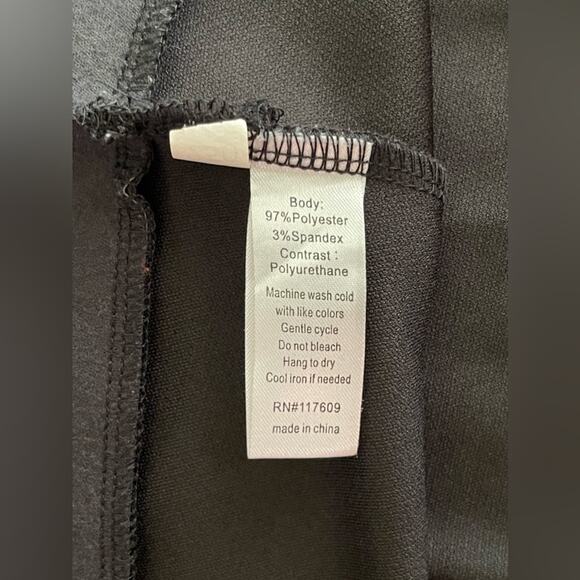 Body:
97%Polyester
3%Spandex
Contrast:
Polyurethane
Machine wash cold
with like colors
Gentle cycle
Do not bleach
Hang to dry
Cool iron if needed
RN#117609
made in china